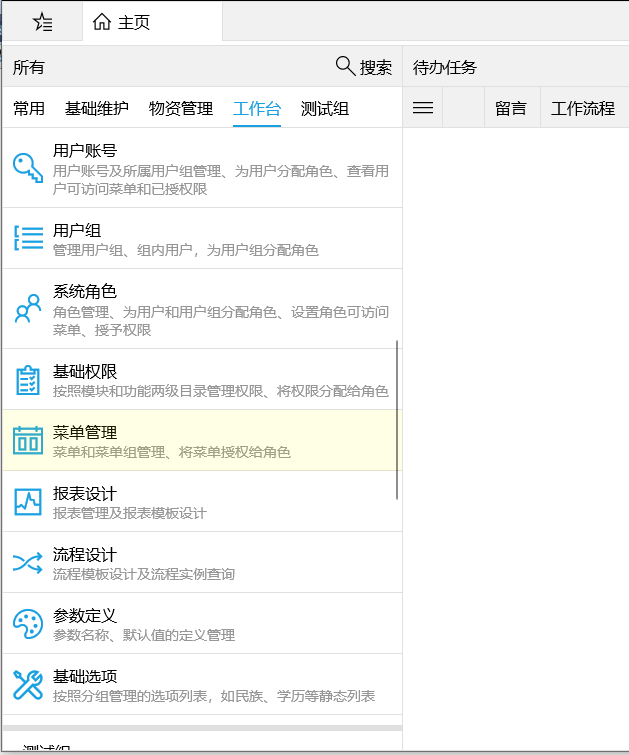 主页
所有
搜索
待办任务
常用 基础维护 物资管理 工作台 测试组
留言 工作流程
用户账号
用户账号及所属用户组管理、为用户分配角色、查看用
户可访问菜单和已授权限
用户组
管理用户组、组内用户，为用户组分配角色
系统角色
角色管理、为用户和用户组分配角色、设置角色可访问
菜单、授予权限
基础权限
按照模块和功能两级目录管理权限、将权限分配给角色
菜单管理
菜单和菜单组管理、将菜单授权给角色
报表设计
报表管理及报表模板设计
流程设计
流程模板设计及流程实例查询
参数定义
参数名称、默认值的定义管理
基础选项
按照分组管理的选项列表，如民族、学历等静态列表
测试组